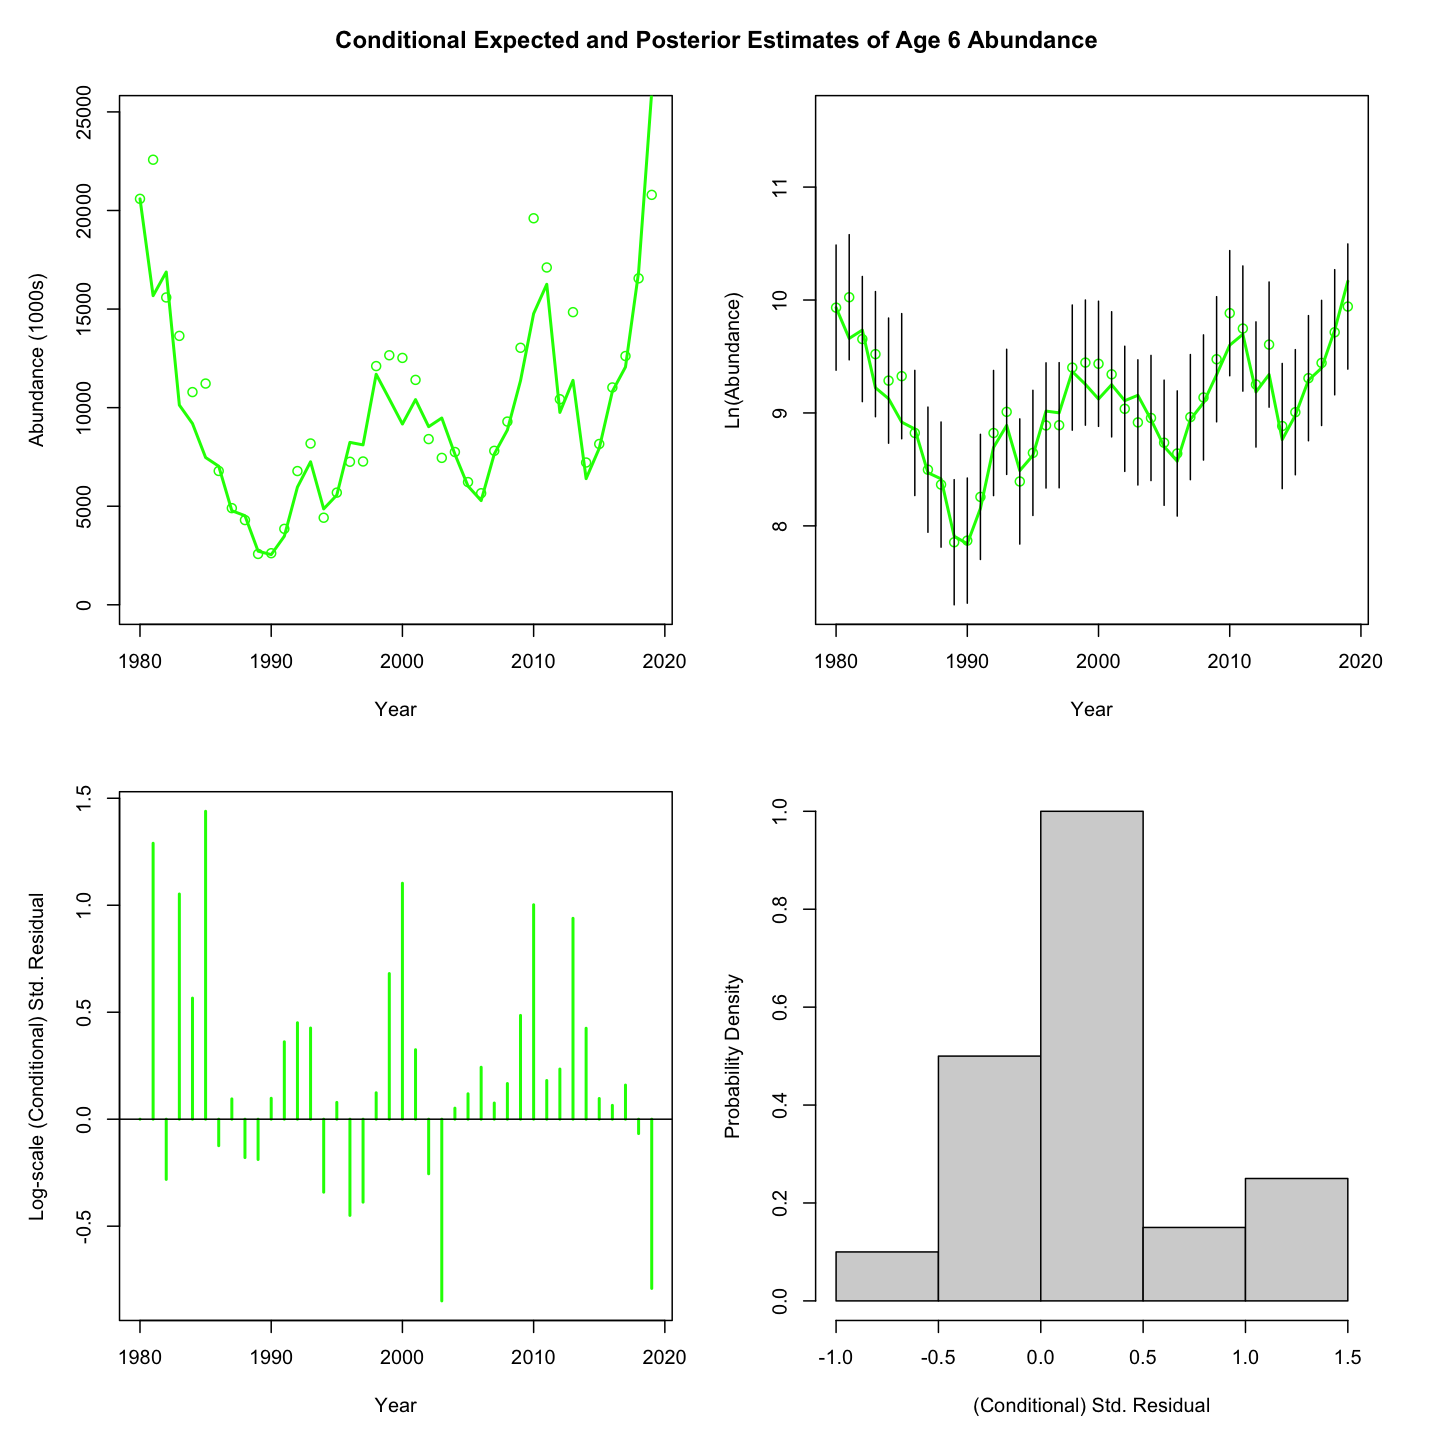 Conditional Expected and Posterior Estimates of Age 6 Abundance
Abundance (1000s)
25000
20000
15000
10000
5000
0
1980 1990 2000 2010 2020
Year
Ln(Abundance)
11
10
9
8
1980 1990 2000 2010 2020
Year
Log-scale (Conditional) Std. Residual
1.5
1.0
0.5
0.0
-0.5
1980 1990 2000 2010 2020
Year
Probability Density
1.0
0.8
0.6
0.4
0.2
0.0
-1.0 -0.5 0.0 0.5 1.0 1.5
(Conditional) Std. Residual